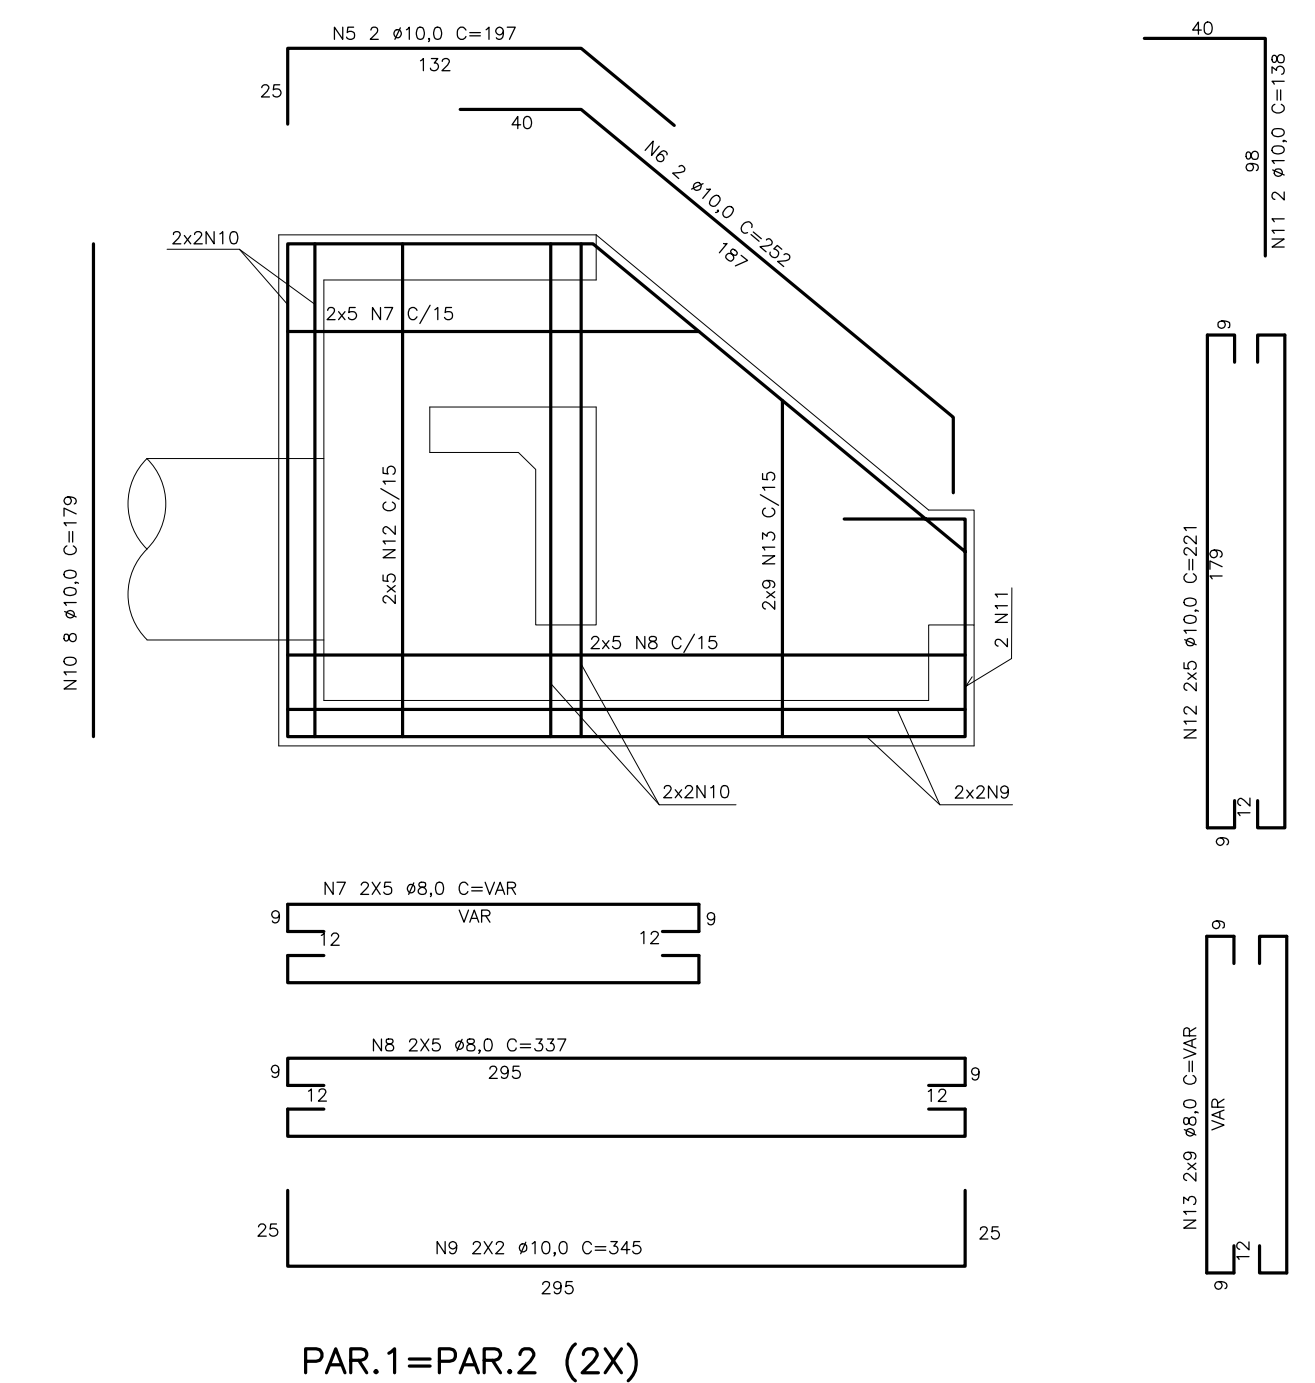 N5 2 ø10,0 C=197
132
25
40
N6 2 ø10,0 C=252
187
40
98
N11 2 ø10,0 C=138
2x2N10
2x5 N7 C/15
N10 8 ø10,0 C=179
2x5 N12 C/15
2x9 N13 C/15
2x5 N8 C/15
2 N11
2x2N10
2x2N9
9
N12 2x5 ø10,0 C=221
179
12
9
N7 2X5 ø8,0 C=VAR
VAR
9
9
12
12
N8 2X5 ø8,0 C=337
295
9
9
12
12
25
25
N9 2X2 ø10,0 C=345
295
9
N13 2x9 ø8,0 C=VAR
VAR
12
9
PAR.1=PAR.2 (2X)